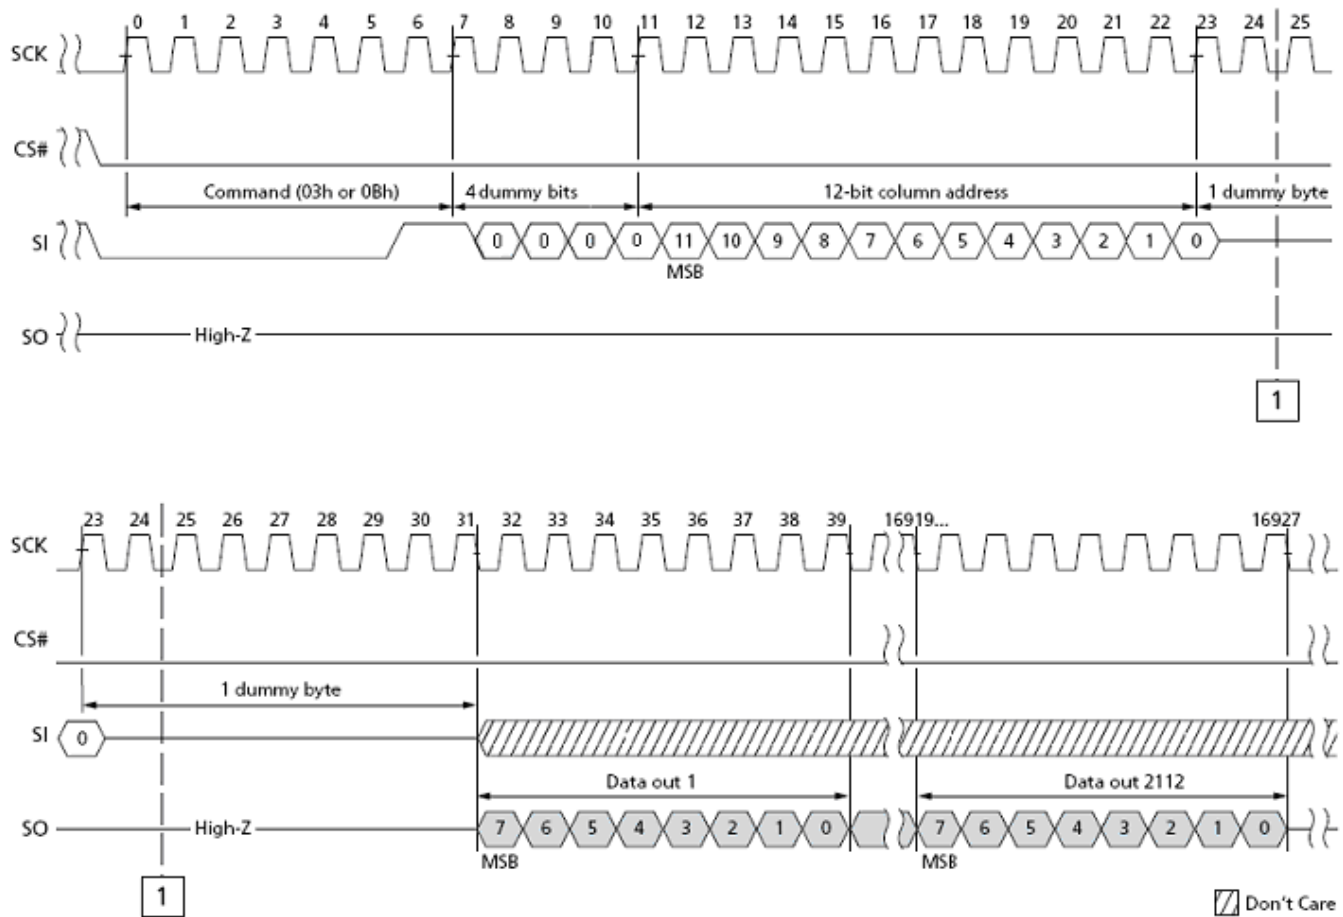 0 1 2 3 4 5 6 7 8 9 10 11 12 13 14 15 16 17 18 19 20 21 22 23 24 25
SCK
CS#
Command (03h or 0Bh) 4 dummy bits 12-bit column address 1 dummy byte
SI 0 0 0 0 11 10 9 8 7 6 5 4 3 2 1 0
MSB
SO High-Z
1
23 24 25 26 27 28 29 30 31 32 33 34 35 36 37 38 39 16919... 16927
SCK
CS#
1 dummy byte
SI 0
Data out 1 Data out 2112
SO High-Z 7 6 5 4 3 2 1 0 7 6 5 4 3 2 1 0
MSB MSB
1
Don't Care